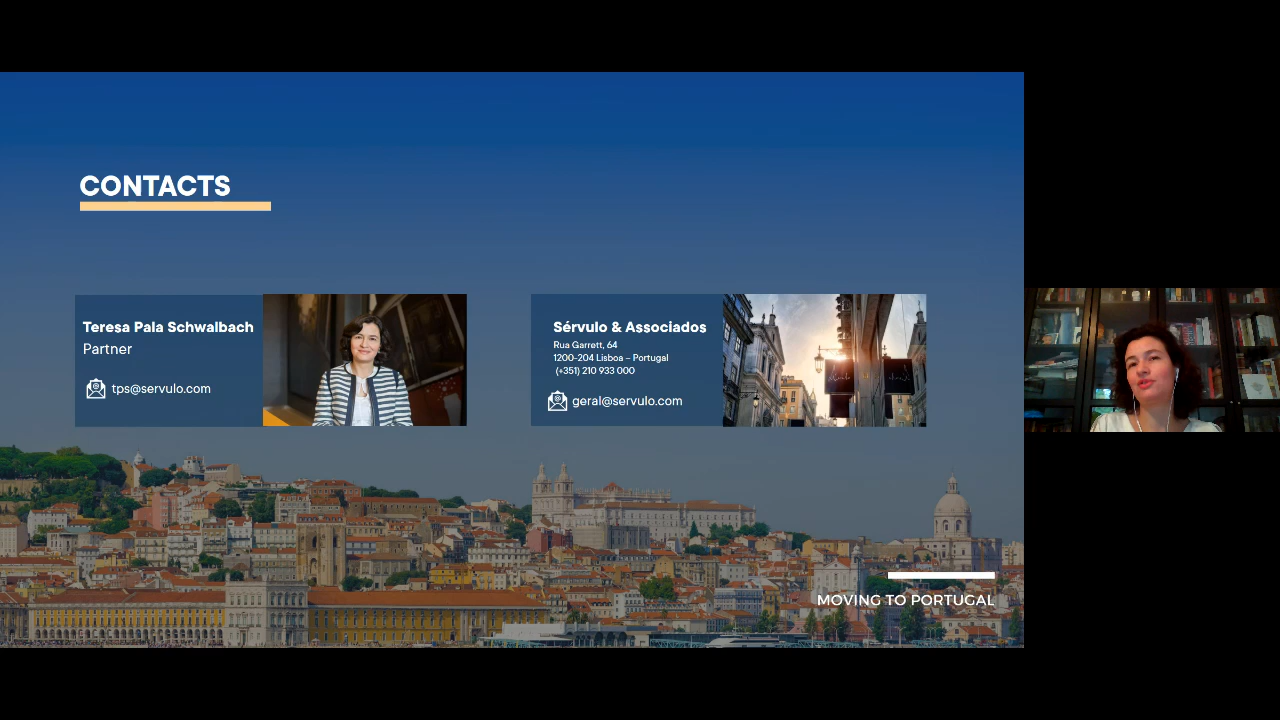 CONTACTS
Teresa Pala Schwalbach
Partner
tps@servulo.com
Sérvulo & Associados
Rua Garrett, 64
1200-204 Lisboa – Portugal
(+351) 210 933 000
geral@servulo.com
MOVING TO PORTUGAL